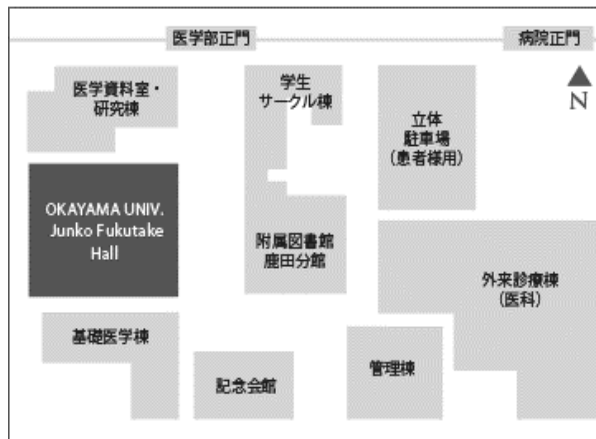 医学部正門
病院正門
医学資料室・
研究棟
学生
サークル棟
立体
駐車場
(患者様用)
N
OKAYAMA UNIV.
Junko Fukutake
Hall
附属図書館
鹿田分館
外来診療棟
(医科)
基礎医学棟
記念会館
管理棟